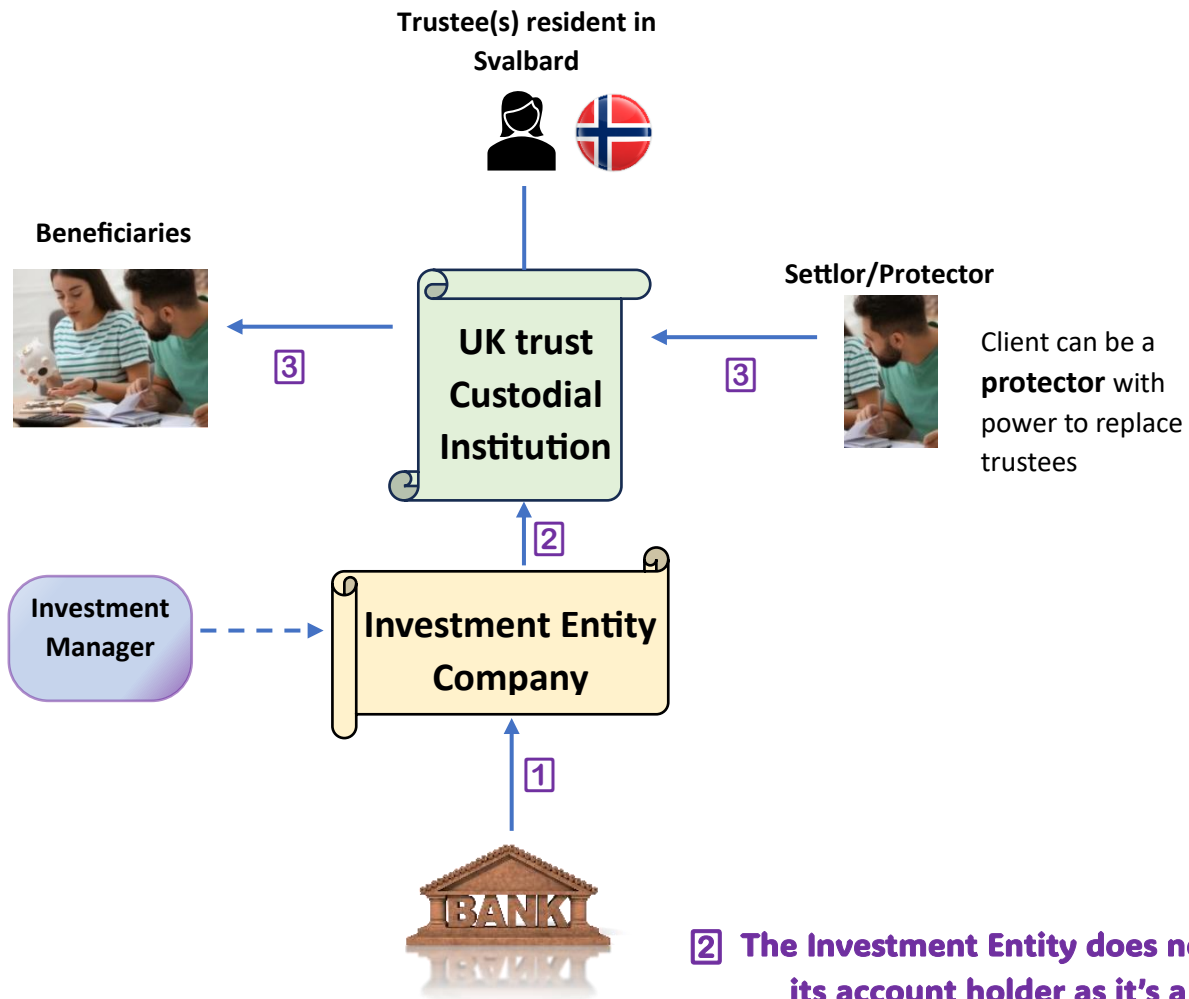 Trustee(s) resident in
Svalbard
Beneficiaries
Settlor/Protector
3
UK trust
Custodial
Institution
3
Client can be a
protector with
power to replace
trustees
2
Investment
Manager
Investment Entity
Company
1
BANK
2 The Investment Entity does
its account holder as it's a